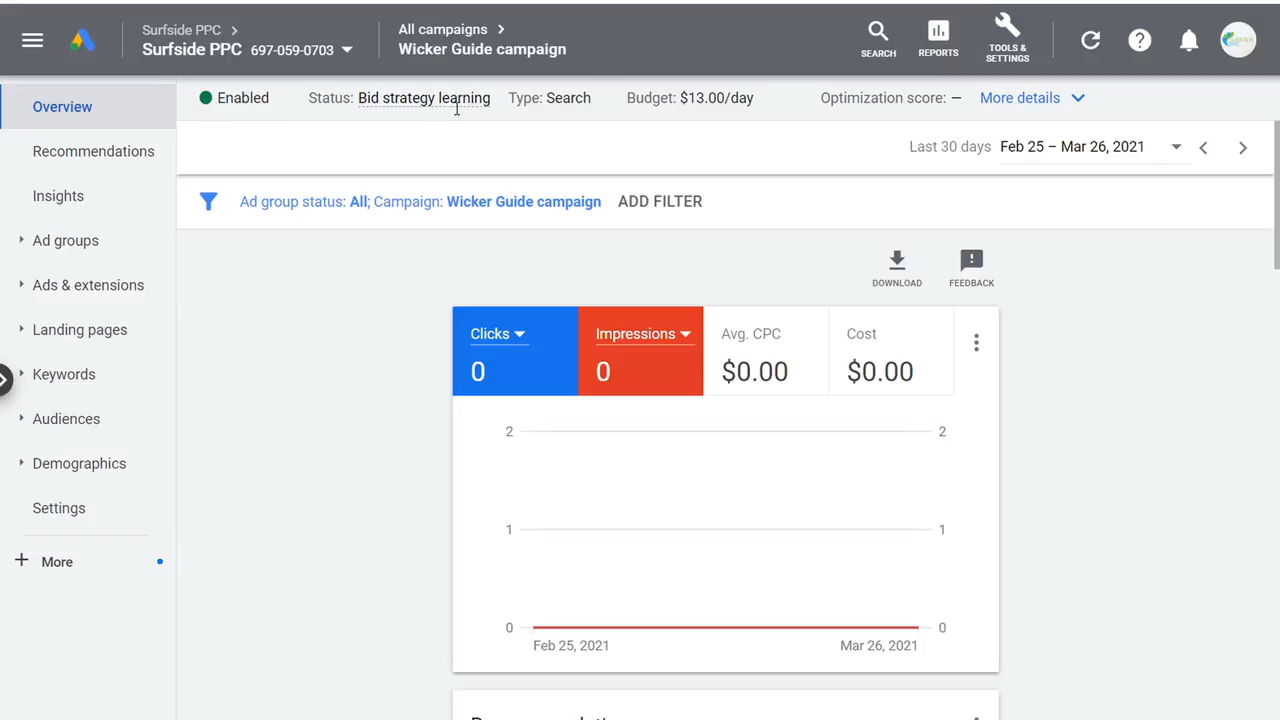 Surfside PPC
Surfside PPC 697-059-0703
All campaigns
Wicker Guide campaign
SEARCH
REPORTS
TOOLS &
SETTINGS
Overview
Recommendations
Insights
Ad groups
Ads & extensions
Landing pages
Keywords
Audiences
Demographics
Settings
More
Enabled
Status: Bid strategy learning
Type: Search
Budget: $13.00/day
Optimization score: –
More details
Last 30 days Feb 25 – Mar 26, 2021
Ad group status: All; Campaign: Wicker Guide campaign ADD FILTER
DOWNLOAD
FEEDBACK
Clicks
0
Impressions
0
Avg. CPC
$0.00
Cost
$0.00
2 2
1 1
0 0
Feb 25, 2021 Mar 26, 2021